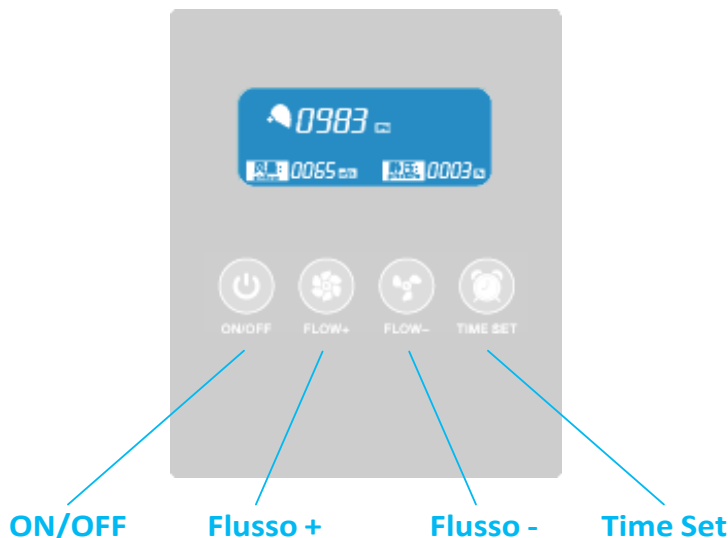 0983
0065 0003
ON/OFF FLOW+ FLOW– TIME SET
ON/OFF Flusso + Flusso - Time Set